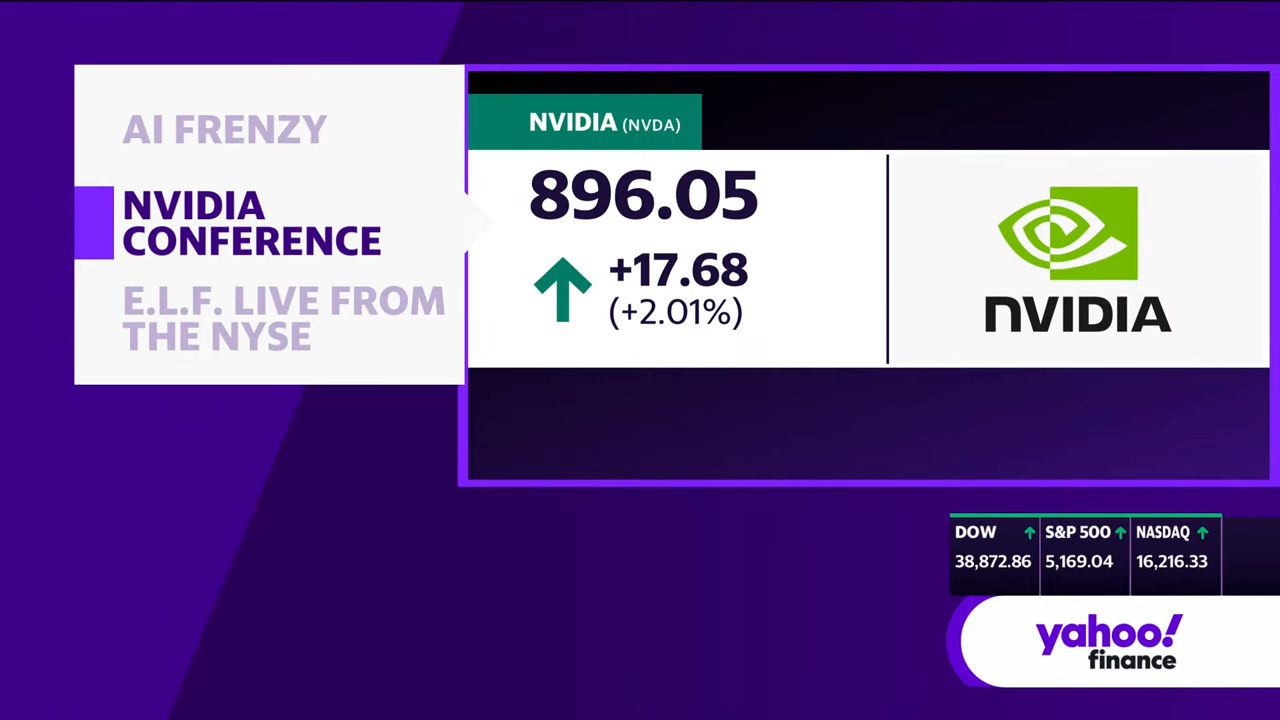 AI FRENZY
NVIDIA
CONFERENCE
E.L.F. LIVE FROM
THE NYSE
NVIDIA (NVDA)
896.05
+17.68
(+2.01%)
NVIDIA
DOW S&P 500 NASDAQ
38,872.86 5,169.04 16,216.33
yahoo!
finance